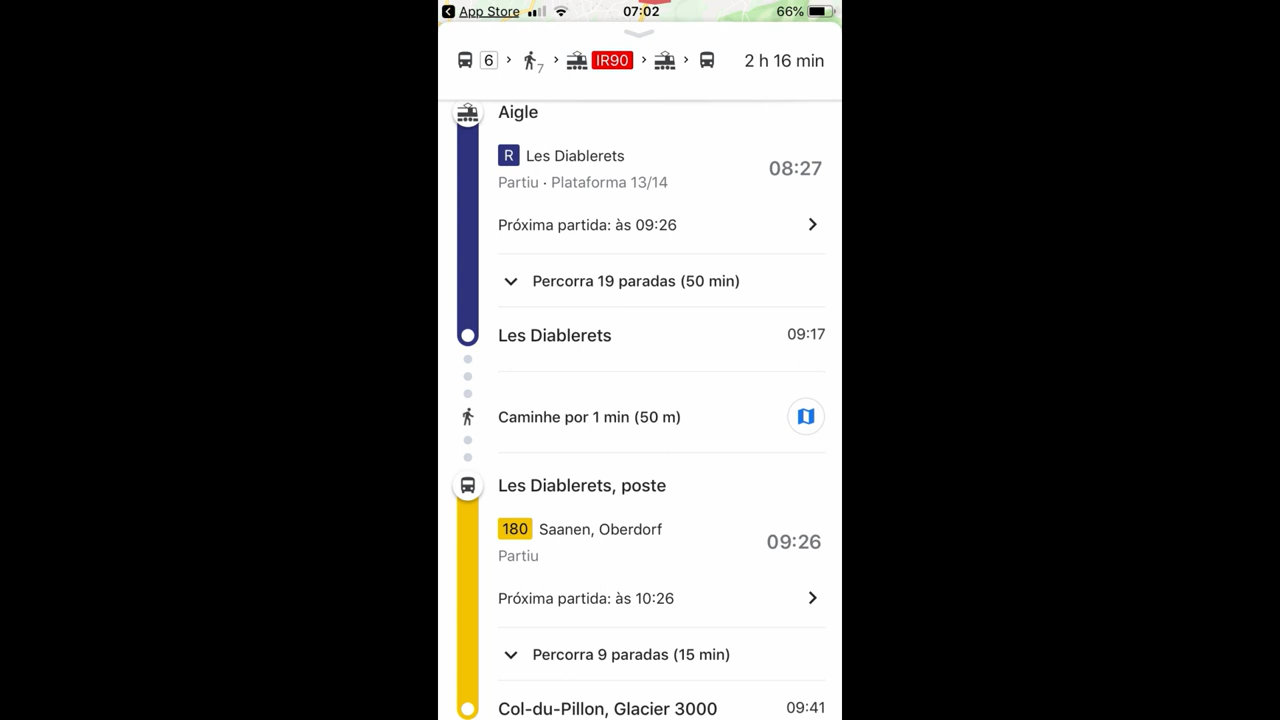 App Store 07:02 66%
6 7 IR90 2 h 16 min
Aigle
R Les Diablerets 08:27
Partiu · Plataforma 13/14
Próxima partida: às 09:26
Percorra 19 paradas (50 min)
Les Diablerets 09:17
Caminhe por 1 min (50 m)
Les Diablerets, poste
180 Saanen, Oberdorf 09:26
Partiu
Próxima partida: às 10:26
Percorra 9 paradas (15 min)
Col-du-Pillon, Glacier 3000 09:41